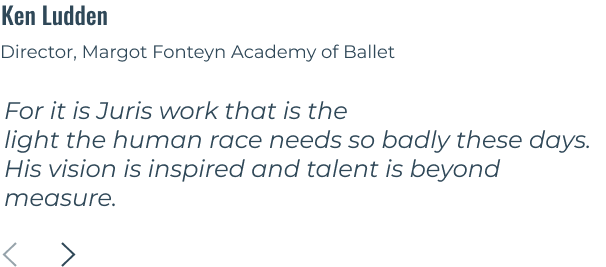 Ken Ludden
Director, Margot Fonteyn Academy of Ballet
For it is Juris work that is the
light the human race needs so badly these days.
His vision is inspired and talent is beyond
measure.